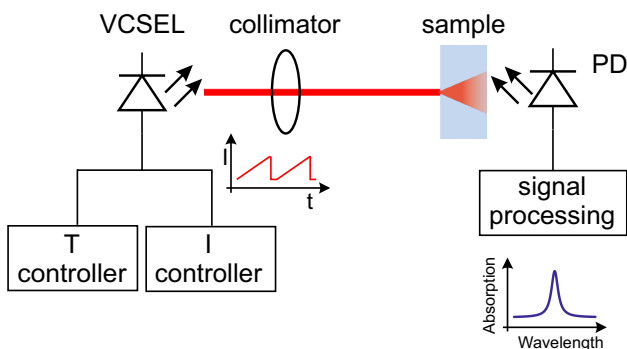 VCSEL
collimator
sample
PD
I
t
T
controller
I
controller
signal
processing
Absorption
Wavelength